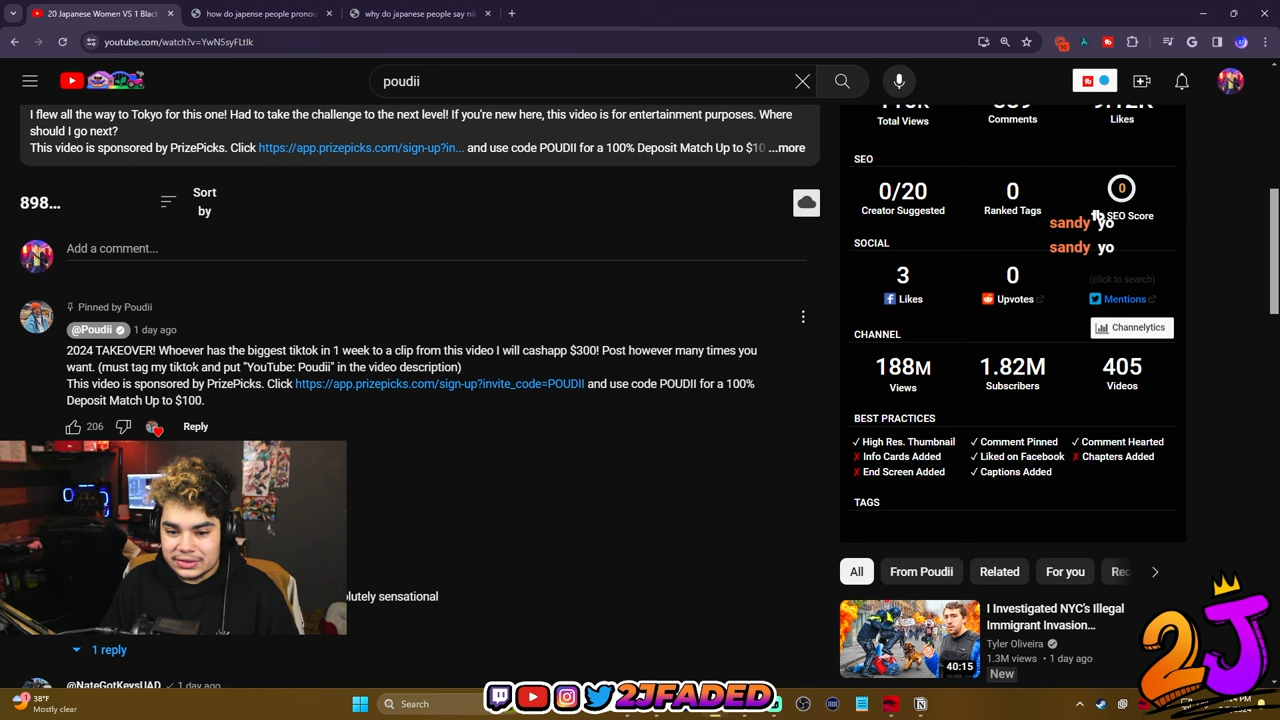 20 Japanese Women VS 1 Black
how do japense people pronou
why do japanese people say ni
youtube.com/watch?v=YwN5syFLtIk
poudii
I flew all the way to Tokyo for this one! Had to take the challenge to the next level! If you're new here, this video is for entertainment purposes. Where
should I go next?
This video is sponsored by PrizePicks. Click https://app.prizepicks.com/sign-up?in... and use code POUDII for a 100% Deposit Match Up to $10 ...more
898...
Sort
by
Add a comment...
Pinned by Poudii
@Poudii 1 day ago
2024 TAKEOVER! Whoever has the biggest tiktok in 1 week to a clip from this video I will cashapp $300! Post however many times you
want. (must tag my tiktok and put "YouTube: Poudii" in the video description)
This video is sponsored by PrizePicks. Click https://app.prizepicks.com/sign-up?invite_code=POUDII and use code POUDII for a 100%
Deposit Match Up to $100.
206 Reply
lutely sensational
1 reply
@NateGotKeysUAD 1 day ago
Total Views Comments Likes
SEO
0/20 0 0
Creator Suggested Ranked Tags SEO Score
sandy yo
sandy yo
SOCIAL
3 0 (click to search)
Likes Upvotes Mentions
Channelytics
CHANNEL
188M 1.82M 405
Views Subscribers Videos
BEST PRACTICES
✓ High Res. Thumbnail ✓ Comment Pinned ✓ Comment Hearted
✗ Info Cards Added ✓ Liked on Facebook ✗ Chapters Added
✗ End Screen Added ✓ Captions Added
TAGS
All From Poudii Related For you Rec
I Investigated NYC's Illegal
Immigrant Invasion...
Tyler Oliveira
1.3M views • 1 day ago
New
40:15
2J
38°F
Mostly clear
Search
2JFADED